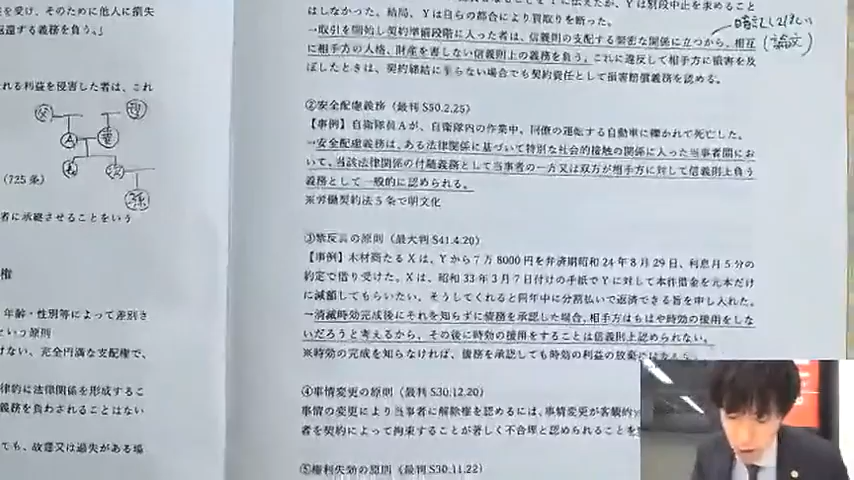 を受け、そのために他人に損失
返還する義務を負う。」
れる利益を侵害した者は、これ
(725条)
者に承継させることをいう
権
年齢・性別等によって差別さ
という原則
けない、完全円満な支配権で、
律的に法律関係を形成するこ
義務を負わされることはない
ても、故意又は過失がある場
はしなかった。結局、Yは自らの都合により買取りを断った。
→取引を開始し契約準備段階に入った者は、信義則の支配する緊密な関係に立つから、相互
に相手方の人格、財産を害しない信義則上の義務を負う。これに違反して相手方に損害を及
ぼしたときは、契約締結に至らない場合でも契約責任として損害賠償義務を認める。
(論文)
②安全配慮義務(最判S50.2.25)
【事例】自衛隊員Aが、自衛隊内の作業中、同僚の運転する自動車に轢かれて死亡した。
→安全配慮義務は、ある法律関係に基づいて特別な社会的接触の関係に入った当事者間にお
いて、当該法律関係の付随義務として当事者の一方又は双方が相手方に対して信義則上負う
義務として一般的に認められる。
※労働契約法5条で明文化
③禁反言の原則(最大判S41.4.20)
【事例】木材商たるXは、Yから7万8000円を弁済期昭和24年8月29日、利息月5分の
約定で借り受けた。Xは、昭和33年3月7日付けの手紙でYに対して本件借金を元本だけ
に減額してもらいたい、そうしてくれると同年中に分割払いで返済できる旨を申し入れた。
→消滅時効完成後にそれを知らずに債務を承認した場合、相手方はもはや時効の援用をしな
いだろうと考えるから、その後に時効の援用をすることは信義則上認められない。
※時効の完成を知らなければ、債務を承認しても時効の利益の放棄にはなら
④事情変更の原則(最判S30.12.20)
事情の変更により当事者に解除権を認めるには、事情変更が客観的
者を契約によって拘束することが著しく不合理と認められることを
⑤権利失効の原則(最判S30.11.22)